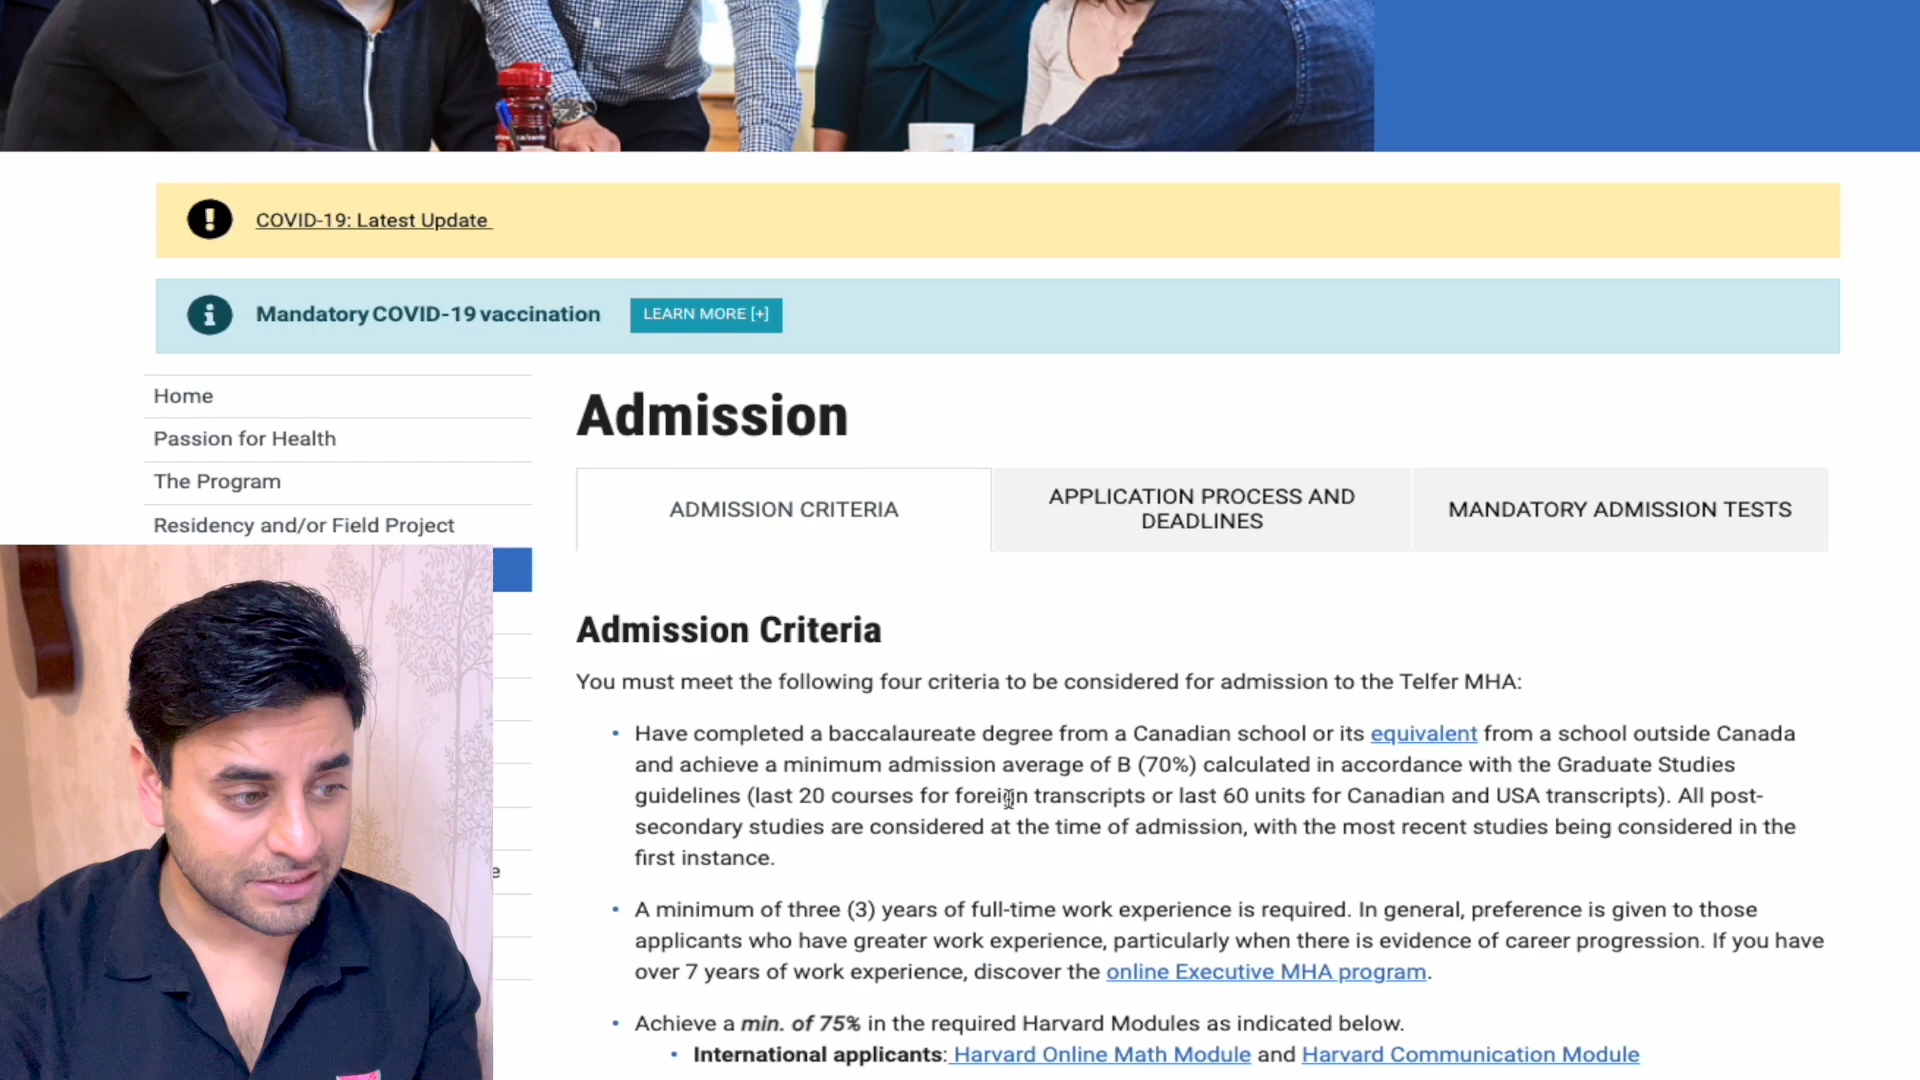 COVID-19: Latest Update
Mandatory COVID-19 vaccination
LEARN MORE [+]
Home
Passion for Health
The Program
Residency and/or Field Project
e
Admission
ADMISSION CRITERIA
APPLICATION PROCESS AND
DEADLINES
MANDATORY ADMISSION TESTS
Admission Criteria
You must meet the following four criteria to be considered for admission to the Telfer MHA:
• Have completed a baccalaureate degree from a Canadian school or its equivalent from a school outside Canada
and achieve a minimum admission average of B (70%) calculated in accordance with the Graduate Studies
guidelines (last 20 courses for foreign transcripts or last 60 units for Canadian and USA transcripts). All post-
secondary studies are considered at the time of admission, with the most recent studies being considered in the
first instance.
• A minimum of three (3) years of full-time work experience is required. In general, preference is given to those
applicants who have greater work experience, particularly when there is evidence of career progression. If you have
over 7 years of work experience, discover the online Executive MHA program.
• Achieve a min. of 75% in the required Harvard Modules as indicated below.
• International applicants: Harvard Online Math Module and Harvard Communication Module